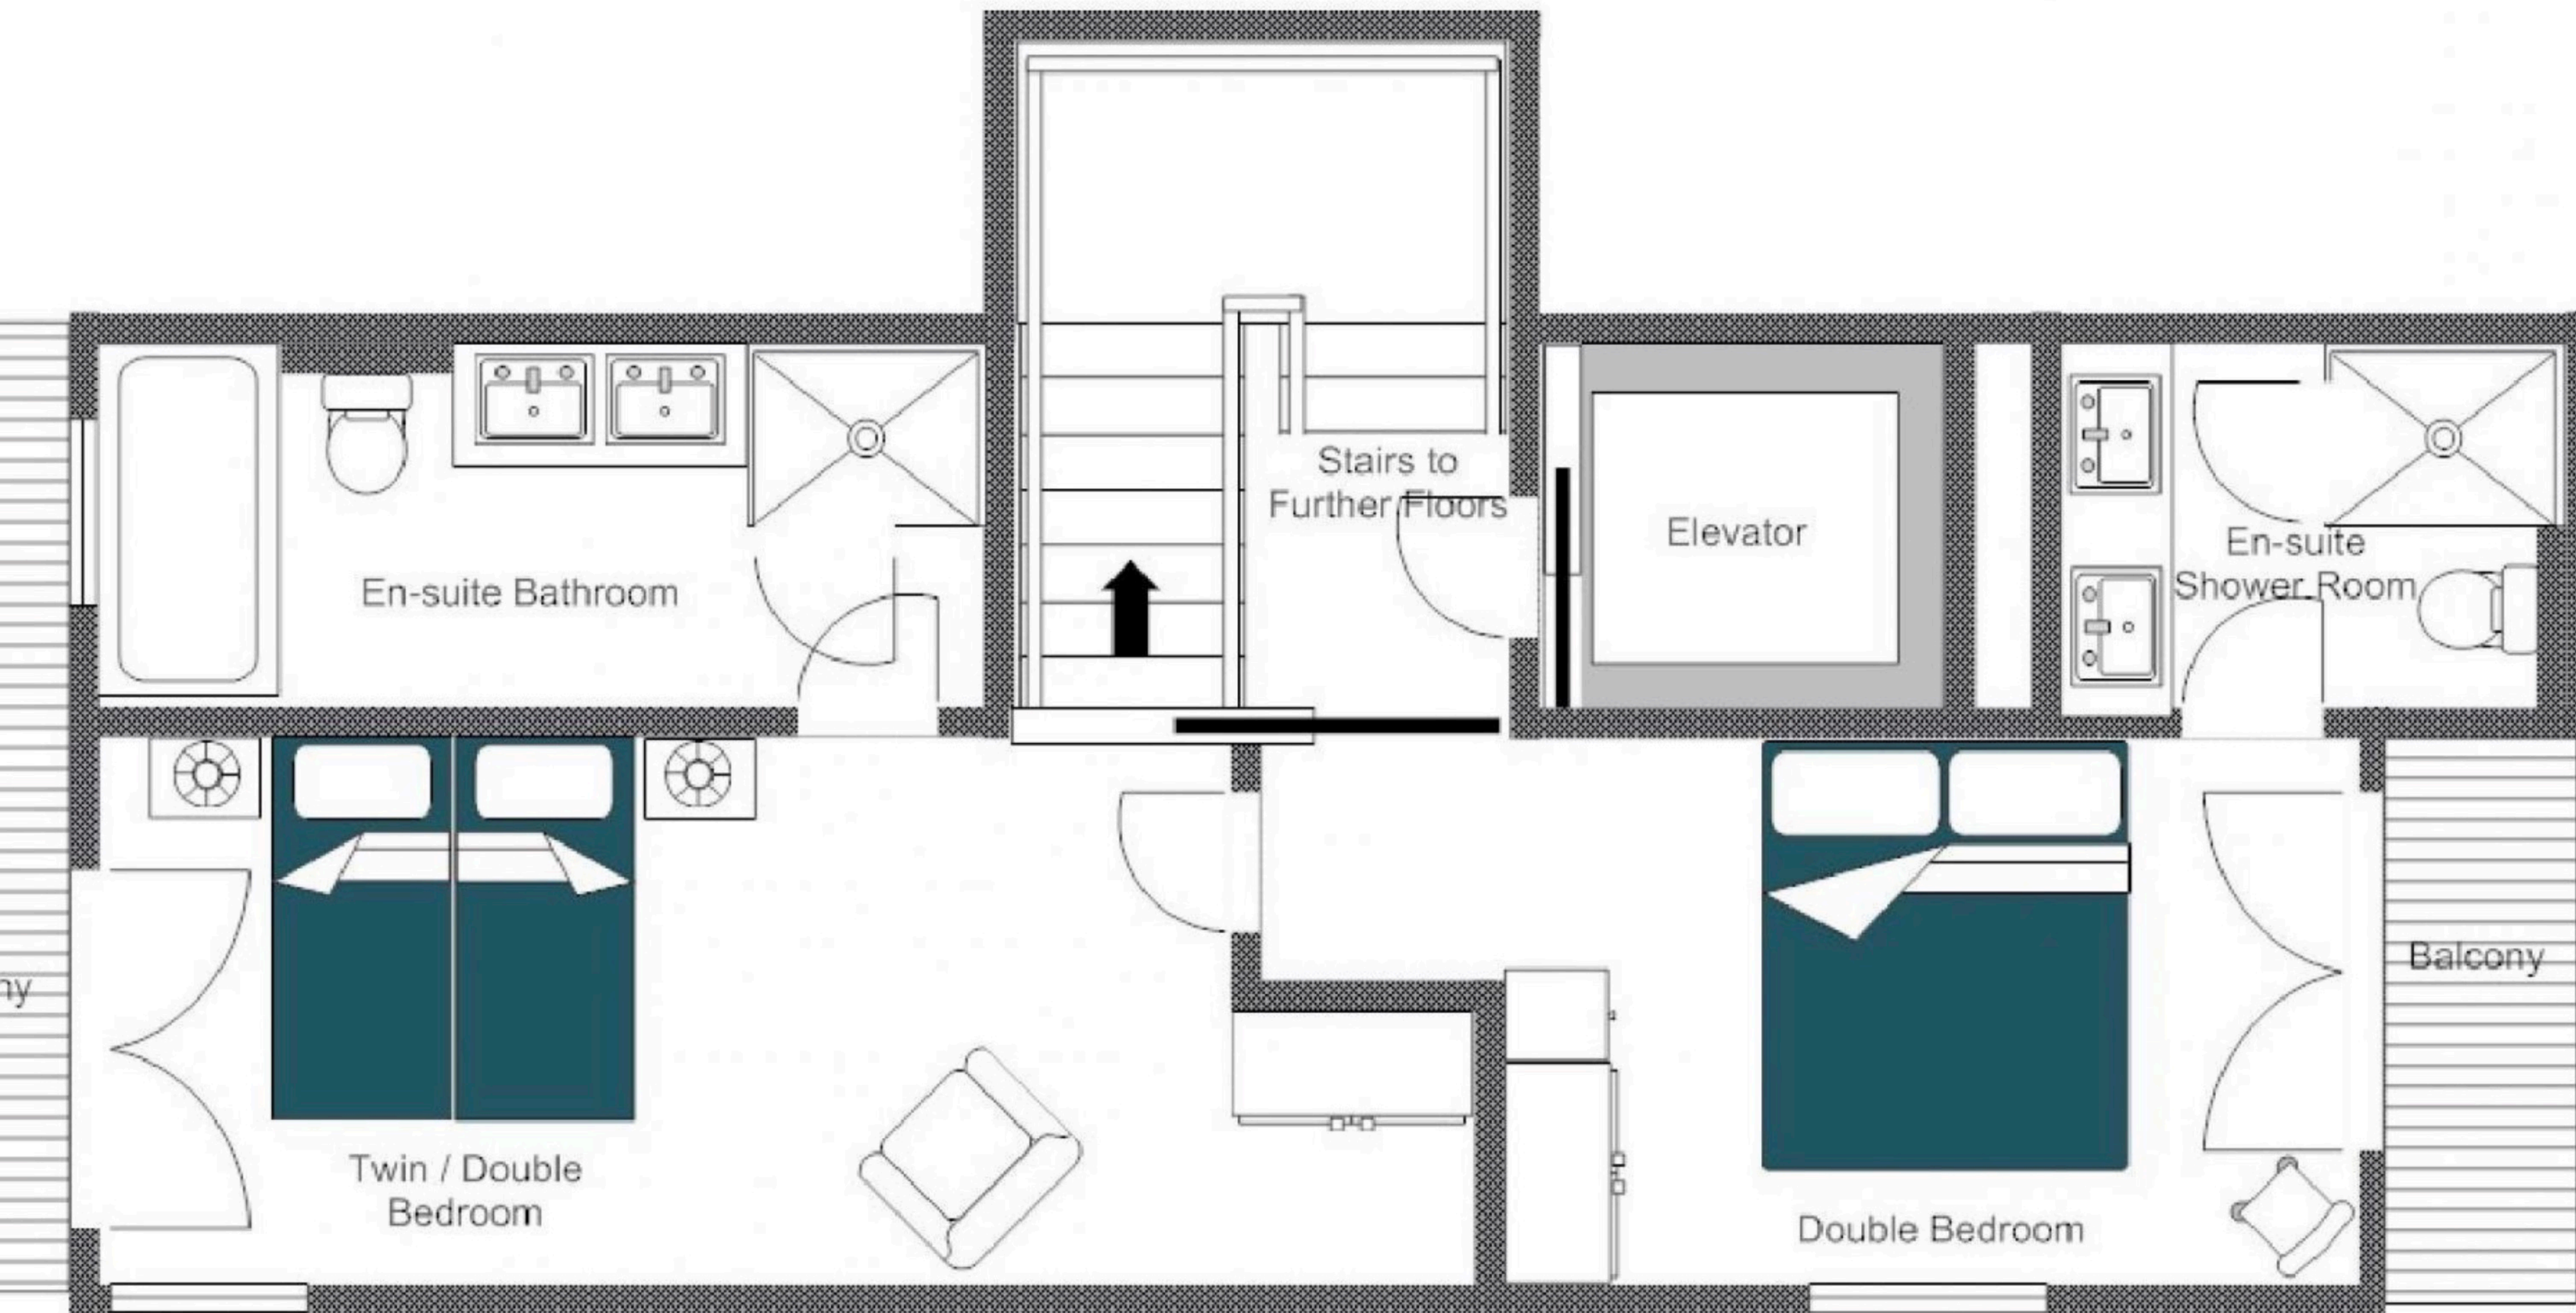 Stairs to
Further Floors
Elevator
En-suite Bathroom
En-suite
Shower Room
Balcony
Twin / Double
Bedroom
Double Bedroom